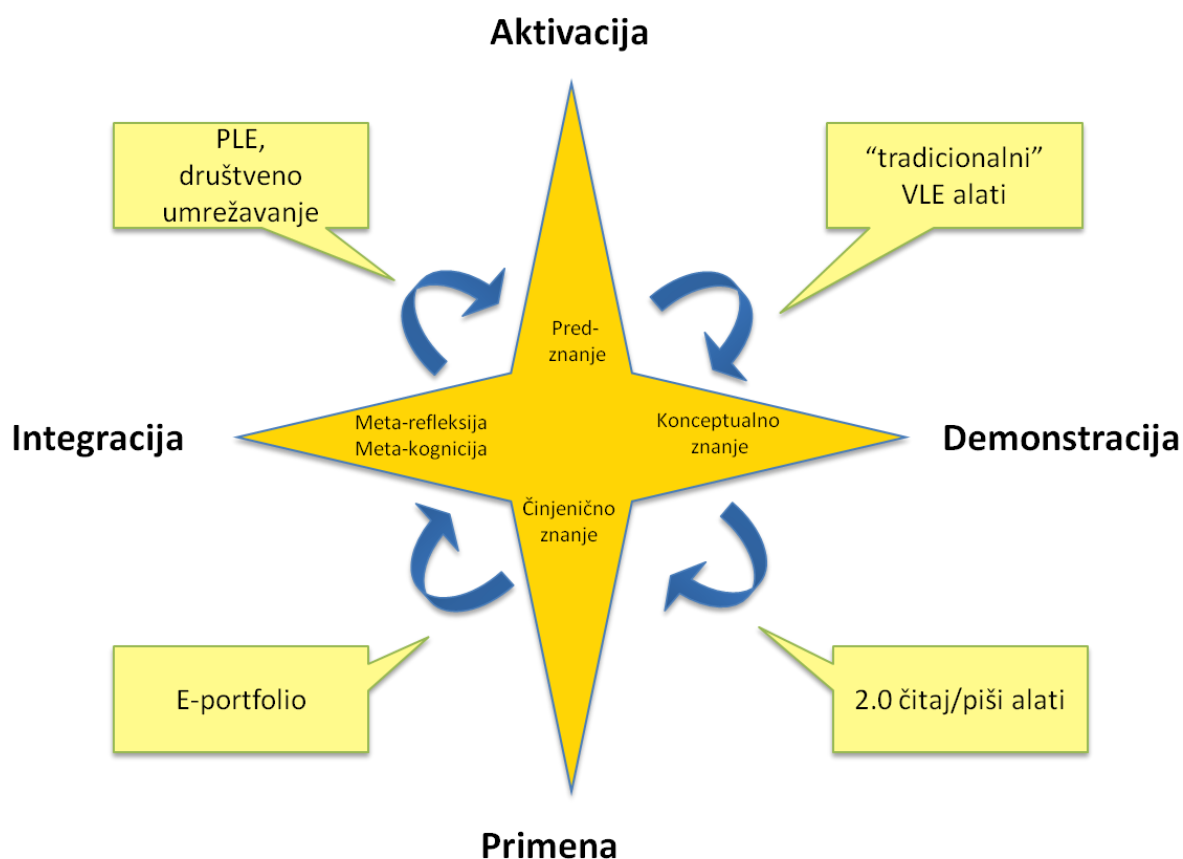 Aktivacija
PLE,
društveno
umrežavanje
“tradicionalni”
VLE alati
Pred-
znanje
Integracija
Meta-refleksija
Meta-kognicija
Konceptualno
znanje
Demonstracija
Činjenično
znanje
E-portfolio
2.0 čitaj/piši alati
Primena